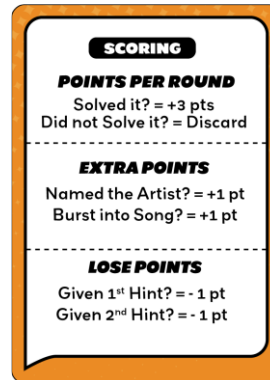 SCORING
POINTS PER ROUND
Solved it? = +3 pts
Did not Solve it? = Discard
EXTRA POINTS
Named the Artist? = +1 pt
Burst into Song? = +1 pt
LOSE POINTS
Given 1st Hint? = - 1 pt
Given 2nd Hint? = - 1 pt